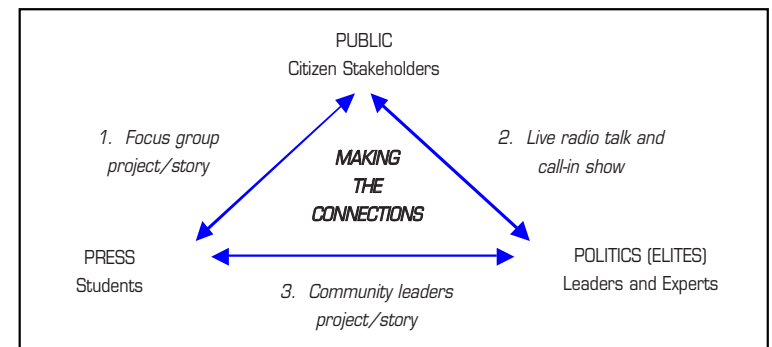 PUBLIC
Citizen Stakeholders
1. Focus group
project/story
2. Live radio talk and
call-in show
MAKING
THE
CONNECTIONS
PRESS
Students
POLITICS (ELITES)
Leaders and Experts
3. Community leaders
project/story